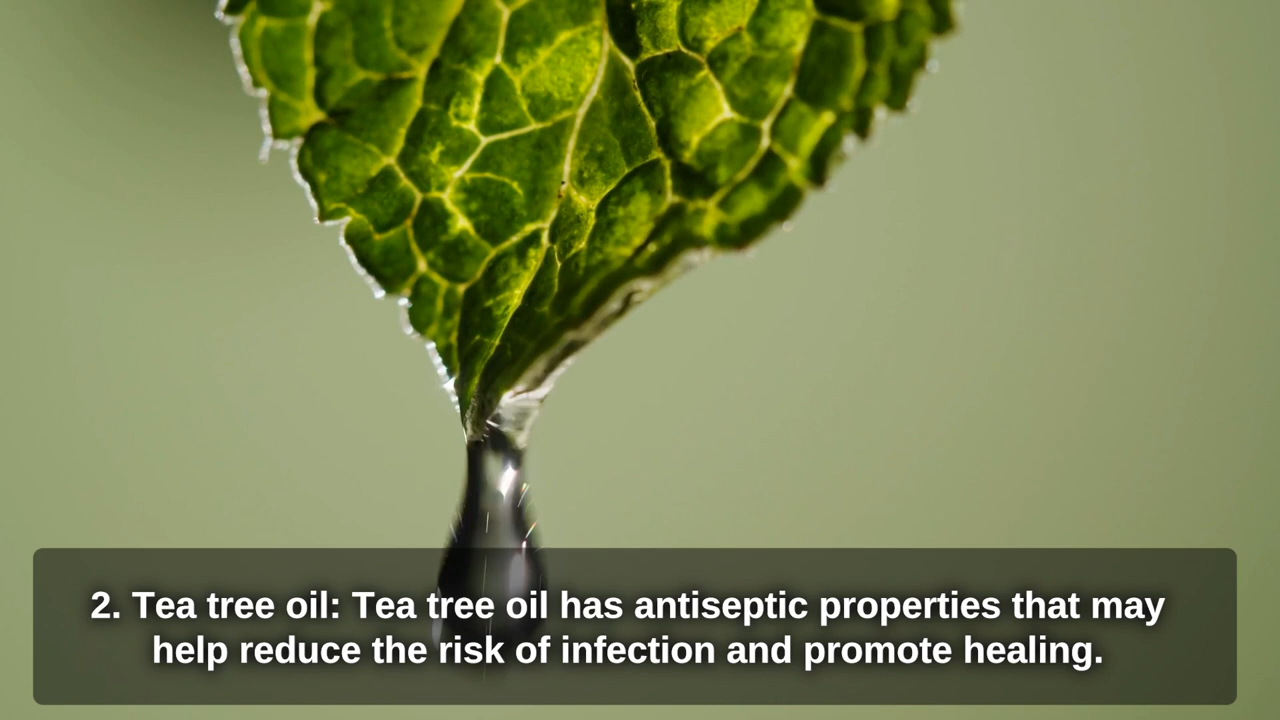 2. Tea tree oil: Tea tree oil has antiseptic properties that may
help reduce the risk of infection and promote healing.